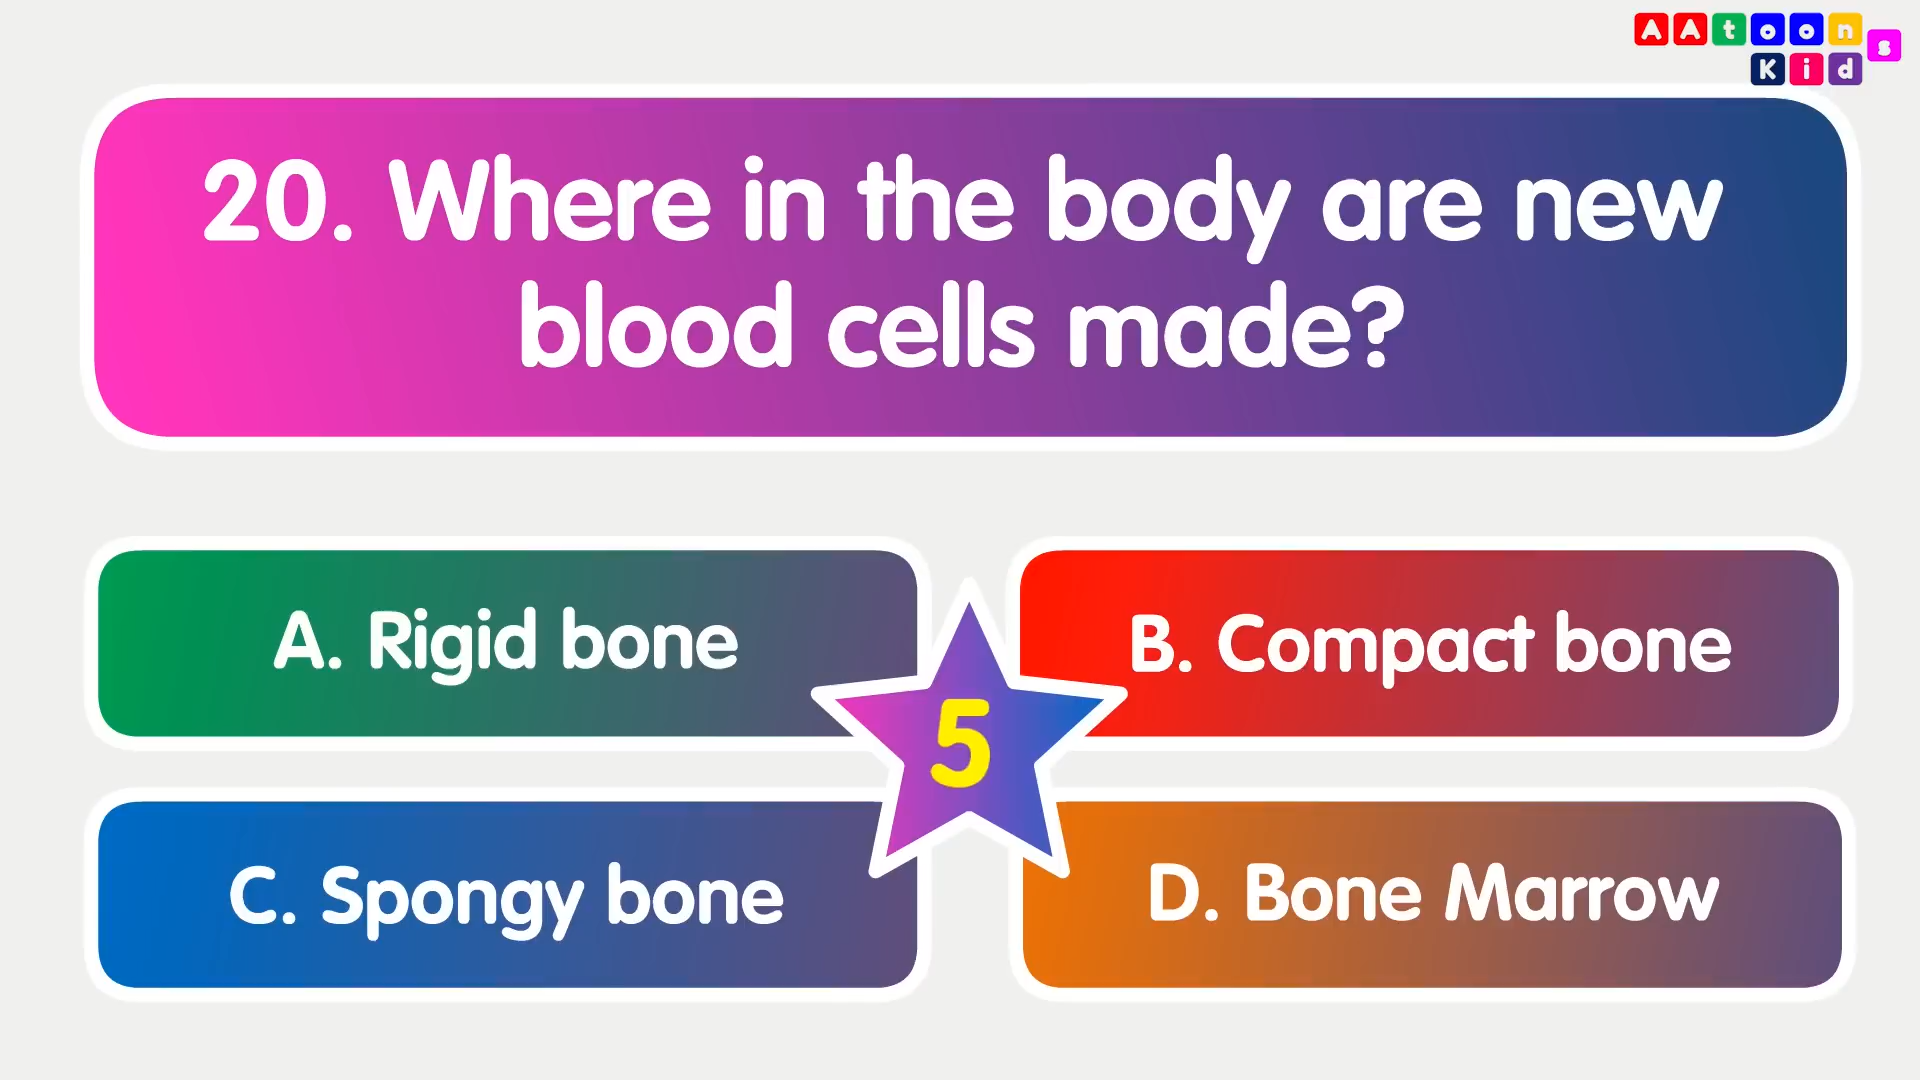 AAtoons
Kid
20. Where in the body are new
blood cells made?
A. Rigid bone
B. Compact bone
5
C. Spongy bone
D. Bone Marrow